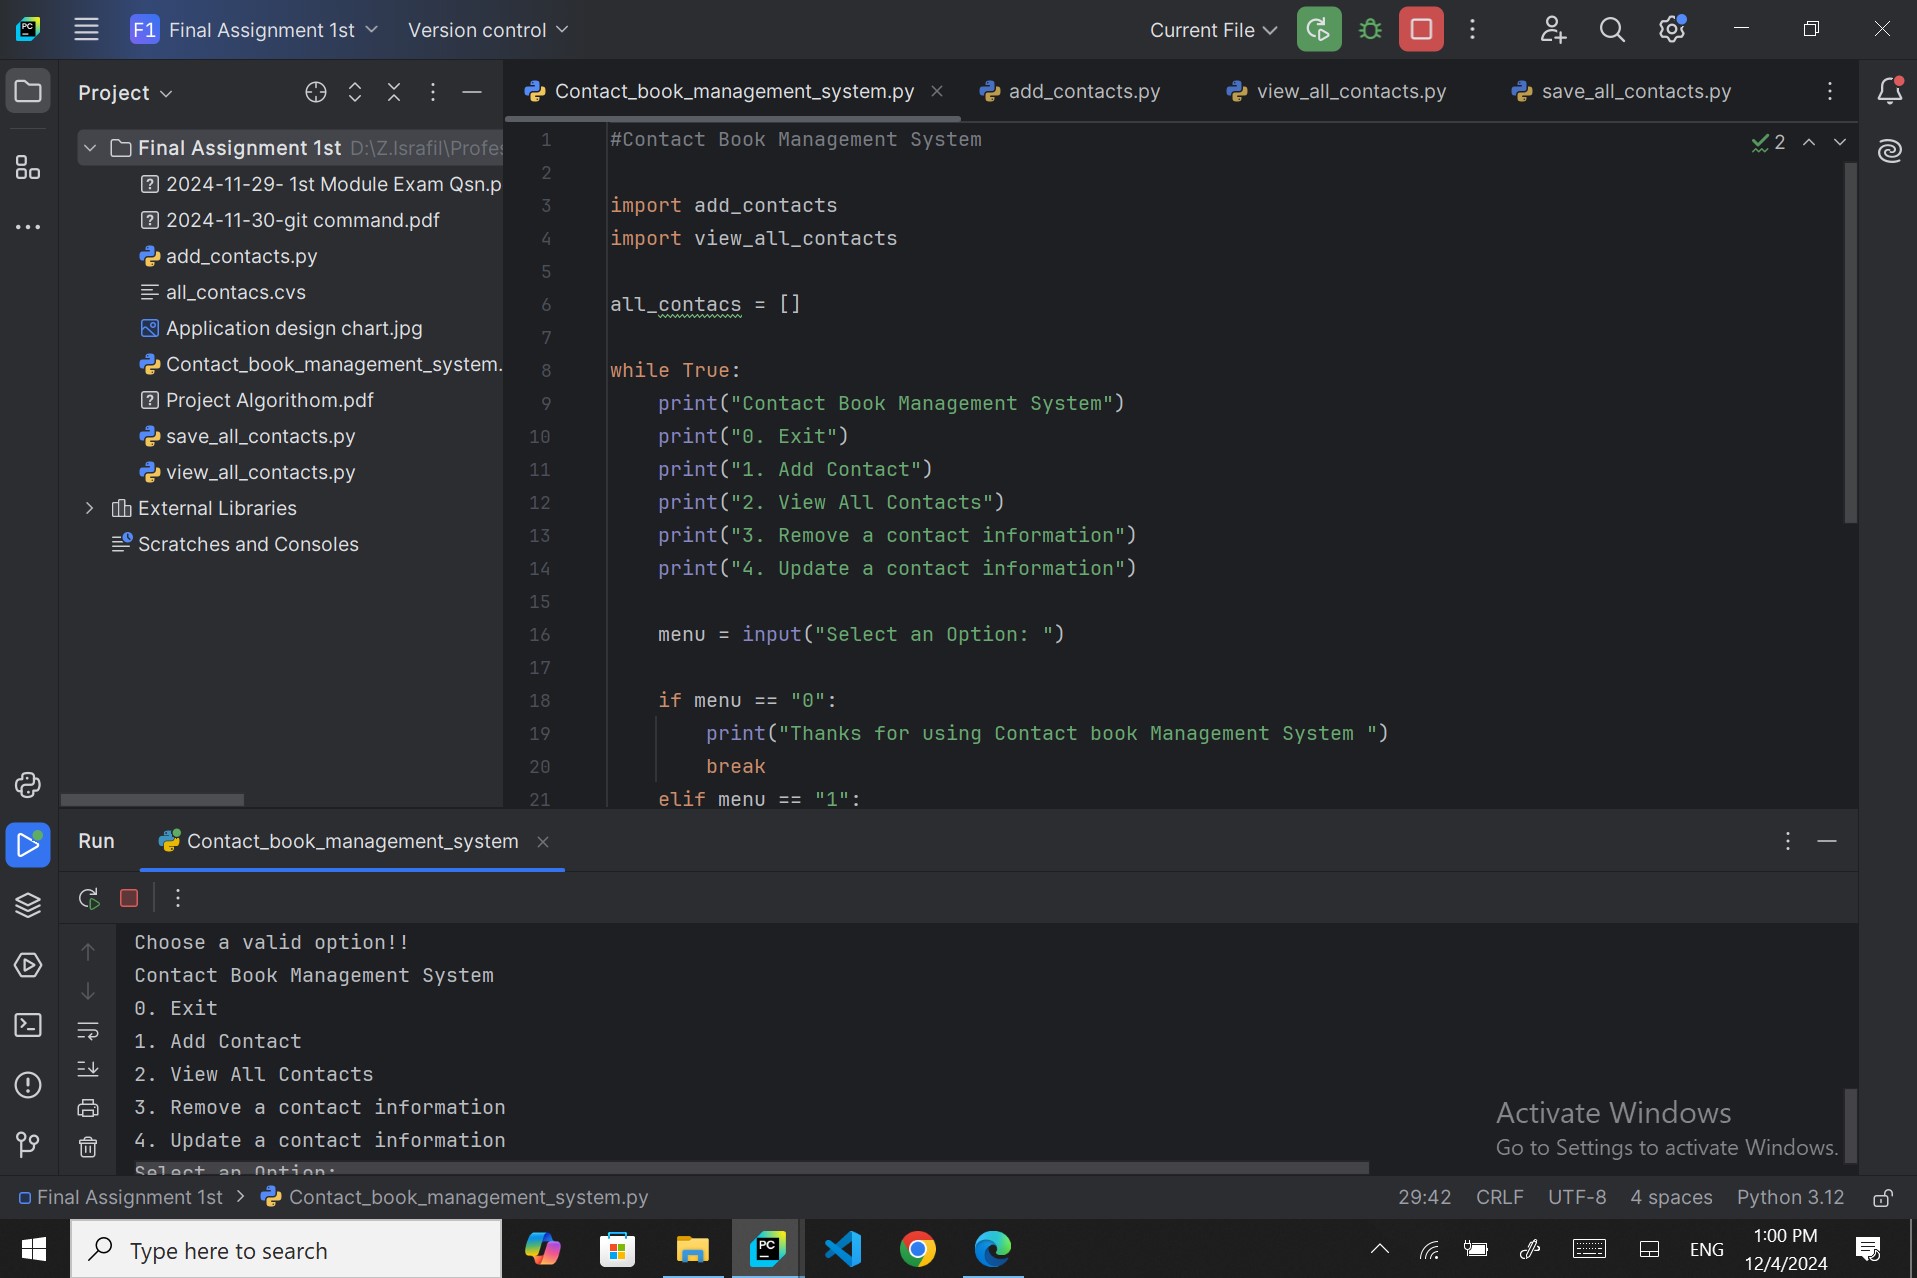 F1 Final Assignment 1st
Version control
Current File
Project
Final Assignment 1st D:\Z.Israfil\Profes
2024-11-29- 1st Module Exam Qsn.p
2024-11-30-git command.pdf
add_contacts.py
all_contacs.cvs
Application design chart.jpg
Contact_book_management_system.
Project Algorithom.pdf
save_all_contacts.py
view_all_contacts.py
External Libraries
Scratches and Consoles
Contact_book_management_system.py
add_contacts.py
view_all_contacts.py
save_all_contacts.py
2
1 #Contact Book Management System
2
3 import add_contacts
4 import view_all_contacts
5
6 all_contacs = []
7
8 while True:
9 print("Contact Book Management System")
10 print("0. Exit")
11 print("1. Add Contact")
12 print("2. View All Contacts")
13 print("3. Remove a contact information")
14 print("4. Update a contact information")
15
16 menu = input("Select an Option: ")
17
18 if menu == "0":
19 print("Thanks for using Contact book Management System ")
20 break
21 elif menu == "1":
Run
Contact_book_management_system
Choose a valid option!!
Contact Book Management System
0. Exit
1. Add Contact
2. View All Contacts
3. Remove a contact information
4. Update a contact information
Select an Option:
Activate Windows
Go to Settings to activate Windows.
Final Assignment 1st > Contact_book_management_system.py
29:42 CRLF UTF-8 4 spaces Python 3.12
Type here to search
PC
ENG
1:00 PM
12/4/2024